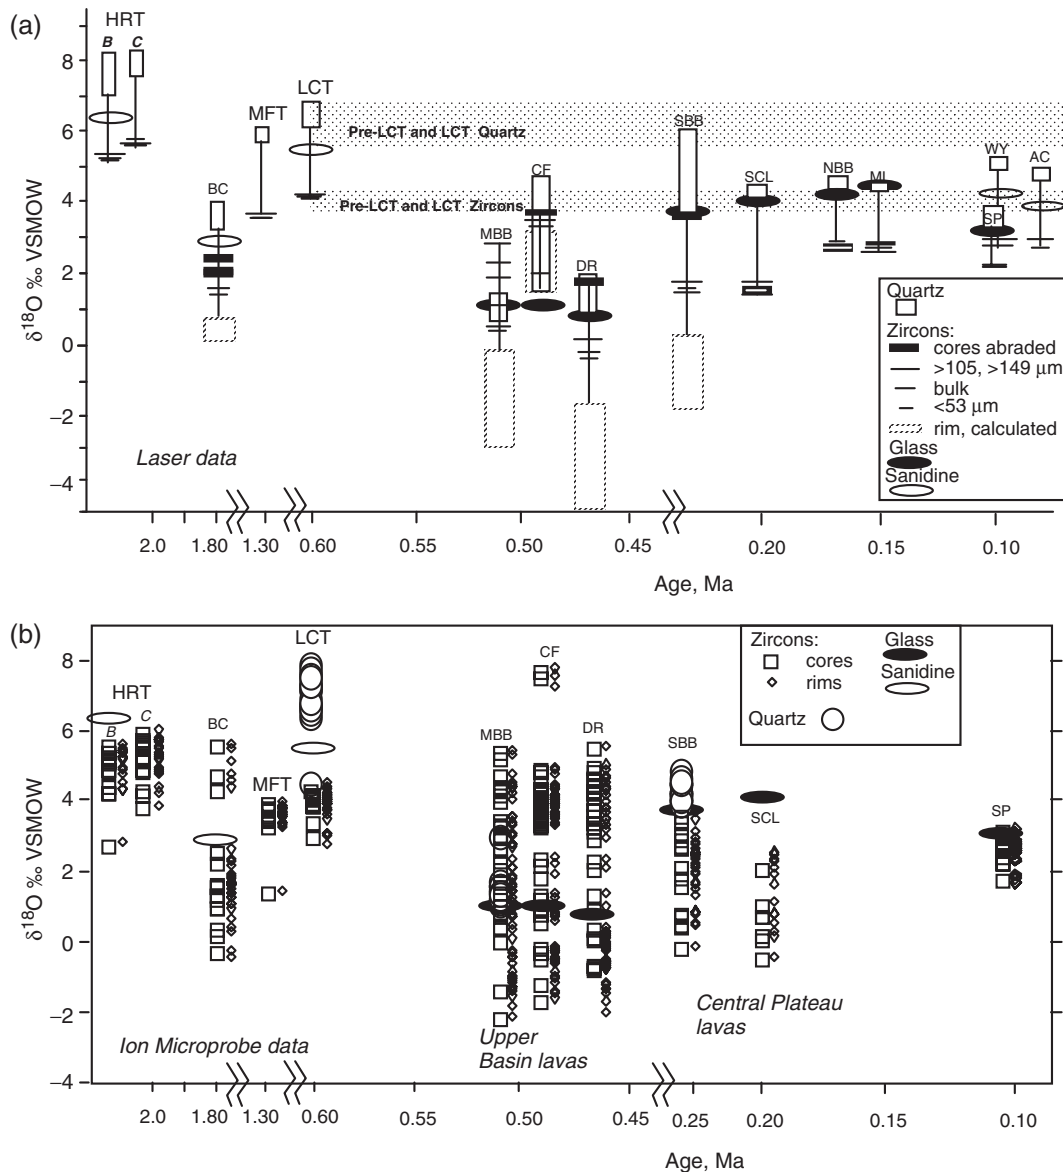 (a)
HRT
B C
8
6
4
2
0
−2
−4
δ18O ‰ VSMOW
LCT
MFT
BC
Pre-LCT and LCT Quartz
Pre-LCT and LCT Zircons
MBB
CF
DR
SBB
SCL
NBB
ML
WY
AC
SP
Quartz
Zircons:
cores abraded
>105, >149 μm
bulk
<53 μm
rim, calculated
Glass
Sanidine
Laser data
2.0 1.80 1.30 0.60 0.55 0.50 0.45 0.20 0.15 0.10
Age, Ma
(b)
8
6
4
2
0
−2
−4
δ18O ‰ VSMOW
HRT
B C
BC
MFT
LCT
MBB
CF
DR
SBB
SCL
SP
Zircons:
cores
rims
Glass
Sanidine
Quartz
Ion Microprobe data
Upper
Basin lavas
Central Plateau
lavas
2.0 1.80 1.30 0.60 0.55 0.50 0.45 0.25 0.20 0.15 0.10
Age, Ma